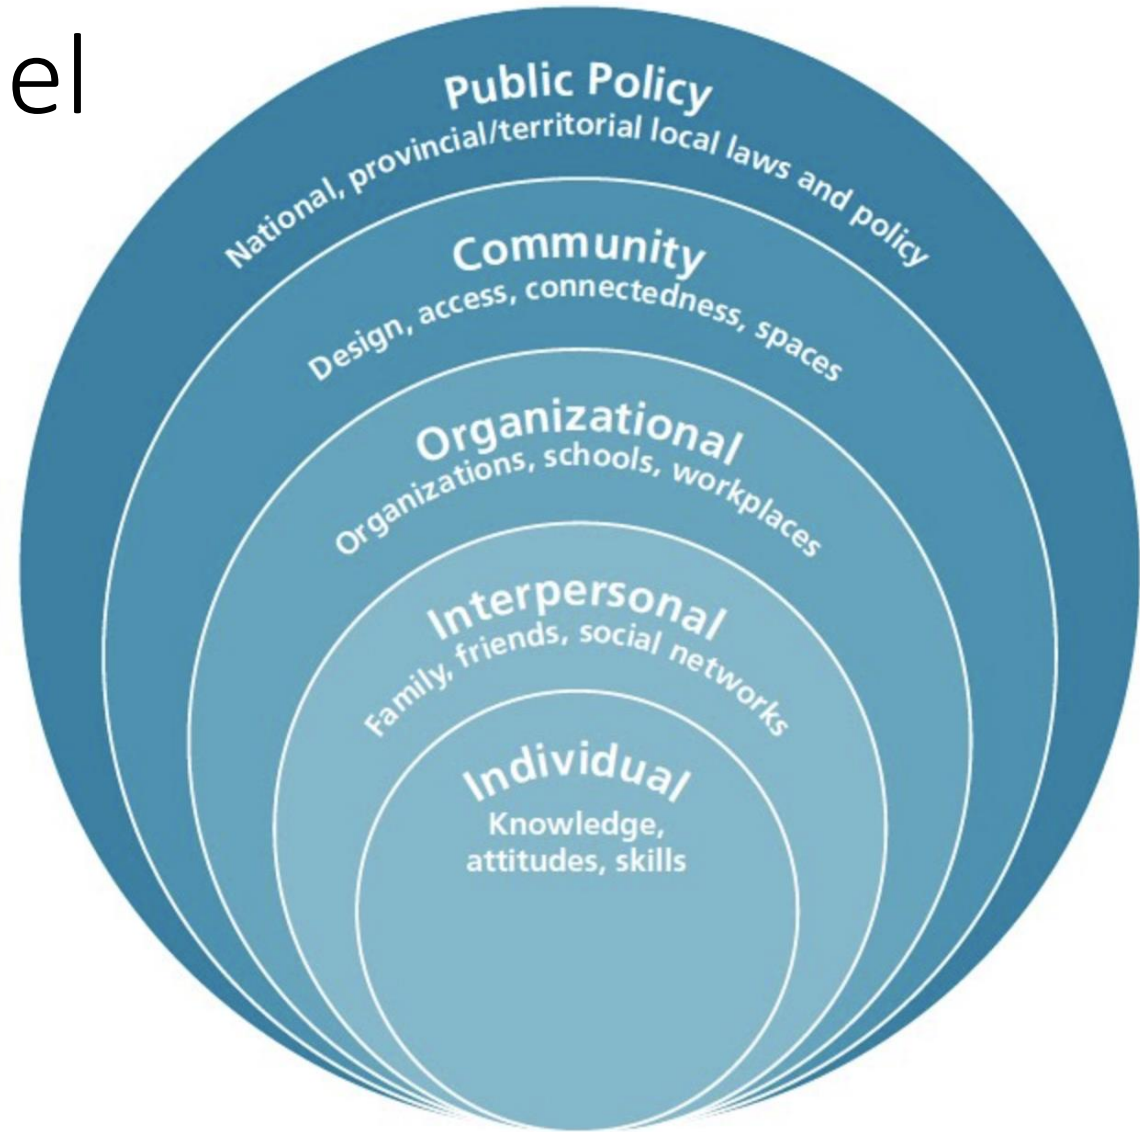 el
Public Policy
National, provincial/territorial local laws and policy
Community
Design, access, connectedness, spaces
Organizational
Organizations, schools, workplaces
Interpersonal
Family, friends, social networks
Individual
Knowledge,
attitudes, skills